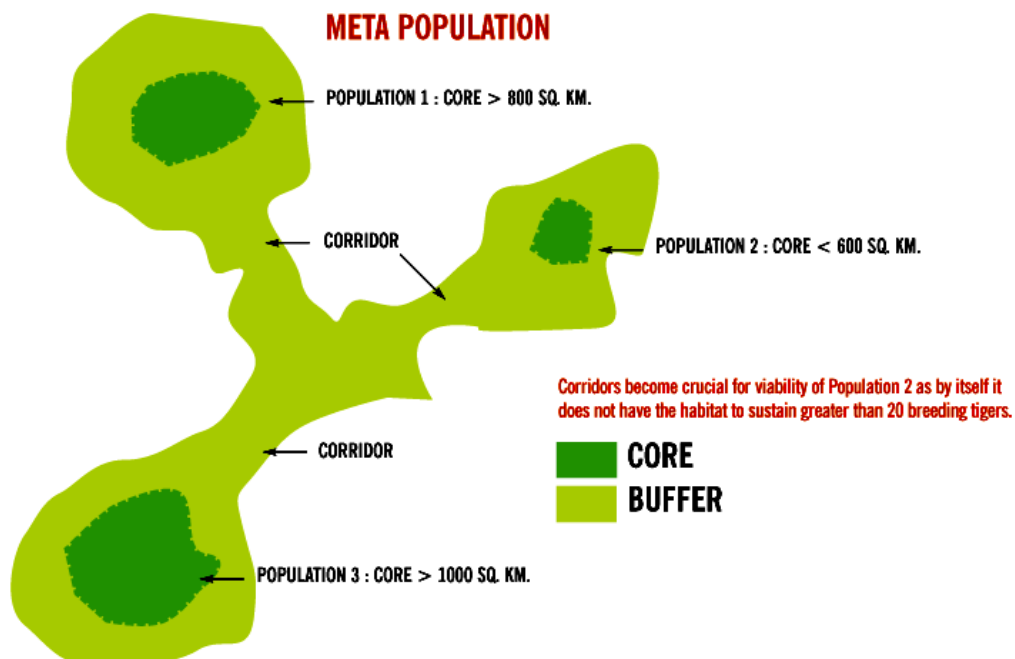 META POPULATION
POPULATION 1 : CORE > 800 SQ. KM.
CORRIDOR
POPULATION 2 : CORE < 600 SQ. KM.
Corridors become crucial for viability of Population 2 as by itself it
does not have the habitat to sustain greater than 20 breeding tigers.
CORE
BUFFER
CORRIDOR
POPULATION 3 : CORE > 1000 SQ. KM.